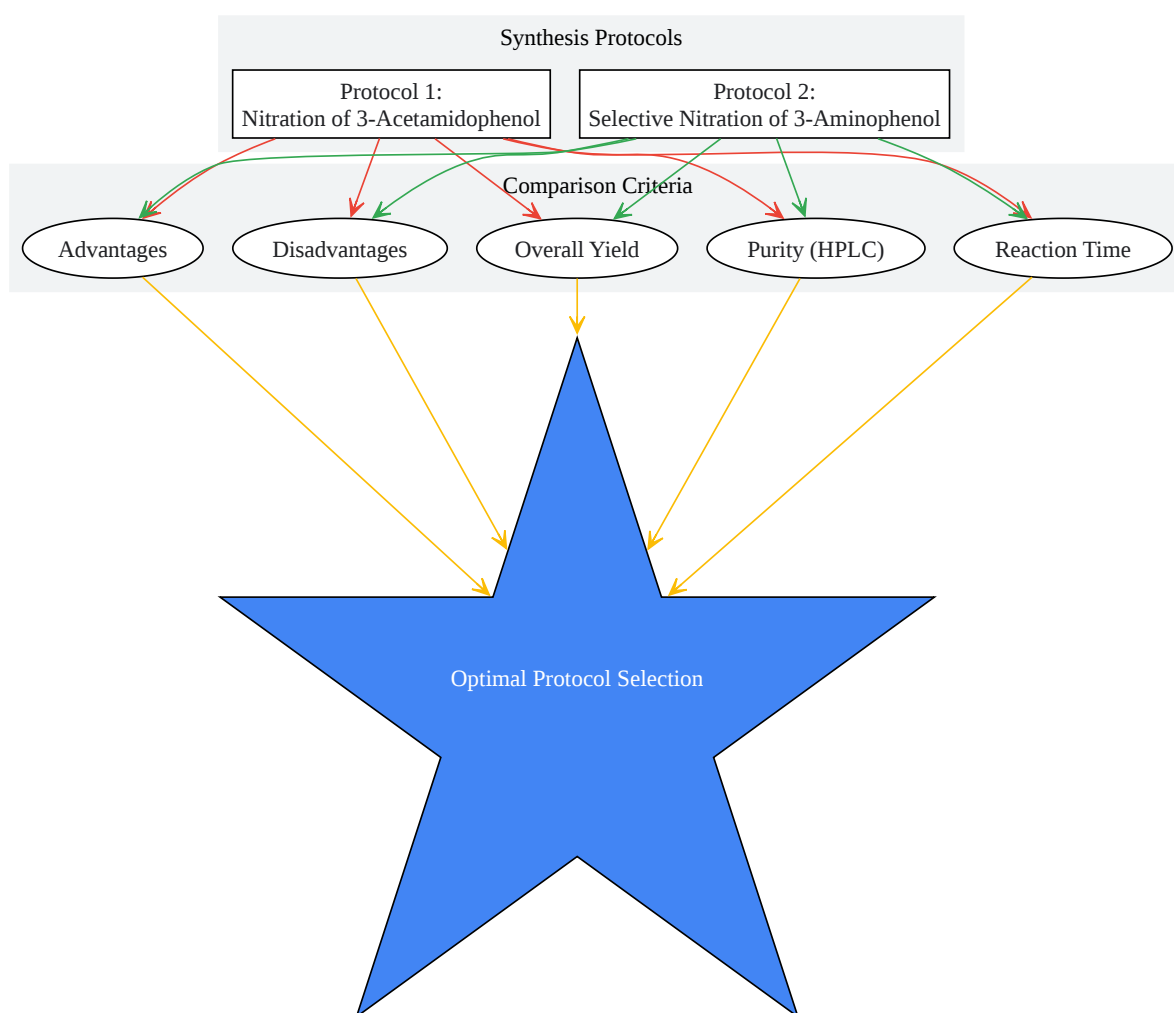 Synthesis Protocols
Protocol 1:
Nitration of 3-Acetamidophenol
Protocol 2:
Selective Nitration of 3-Aminophenol
Comparison Criteria
Advantages
Disadvantages
Overall Yield
Purity (HPLC)
Reaction Time
Optimal Protocol Selection